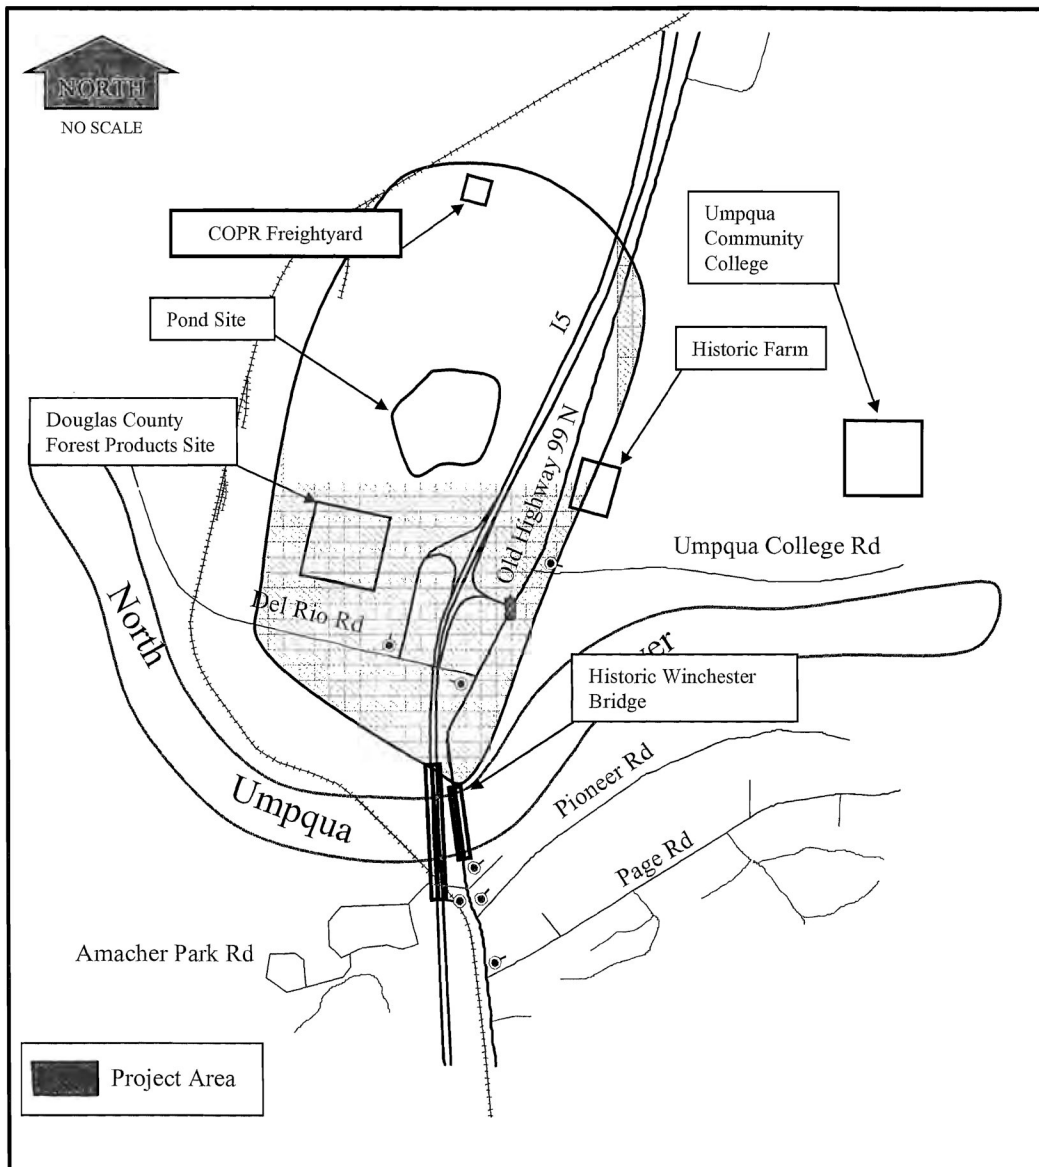 NORTH
NO SCALE
COPR Freightyard
Umpqua
Community
College
Pond Site
I5
Historic Farm
Douglas County
Forest Products Site
Old Highway 99 N
Umpqua College Rd
North
Del Rio Rd
Historic Winchester
Bridge
Umpqua
Pioneer Rd
Page Rd
Amacher Park Rd
Project Area